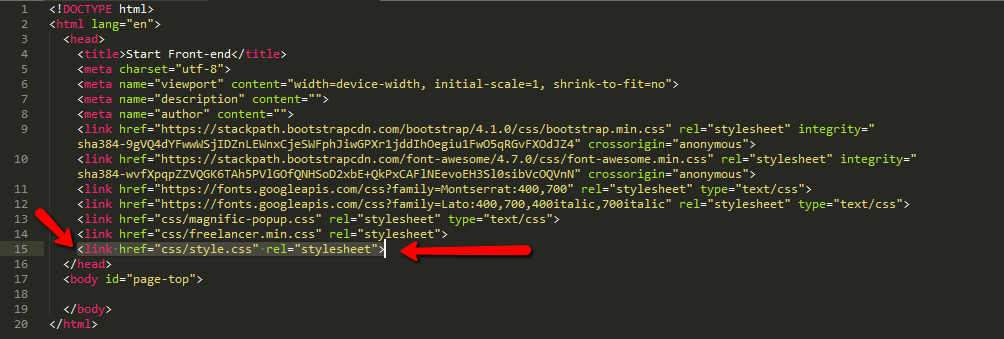 1 <!DOCTYPE html>
2 <html lang="en">
3 <head>
4 <title>Start Front-end</title>
5 <meta charset="utf-8">
6 <meta name="viewport" content="width=device-width, initial-scale=1, shrink-to-fit=no">
7 <meta name="description" content="">
8 <meta name="author" content="">
9 <link href="https://stackpath.bootstrapcdn.com/bootstrap/4.1.0/css/bootstrap.min.css" rel="stylesheet" integrity="
sha384-9gVQ4dYFwwWSjIDZnLEWnxCjeSWFphJiwGPXr1jddIhOegiu1FwO5qRGvFXOdJZ4" crossorigin="anonymous">
10 <link href="https://stackpath.bootstrapcdn.com/font-awesome/4.7.0/css/font-awesome.min.css" rel="stylesheet" integrity="
sha384-wvfXpqpZZVQGK6TAh5PVlGOfQNHSoD2xbE+QkPxCAFlNEevoEH3Sl0sibVcOQVnN" crossorigin="anonymous">
11 <link href="https://fonts.googleapis.com/css?family=Montserrat:400,700" rel="stylesheet" type="text/css">
12 <link href="https://fonts.googleapis.com/css?family=Lato:400,700,400italic,700italic" rel="stylesheet" type="text/css">
13 <link href="css/magnific-popup.css" rel="stylesheet" type="text/css">
14 <link href="css/freelancer.min.css" rel="stylesheet">
15 <link href="css/style.css" rel="stylesheet">
16 </head>
17 <body id="page-top">
18
19 </body>
20 </html>